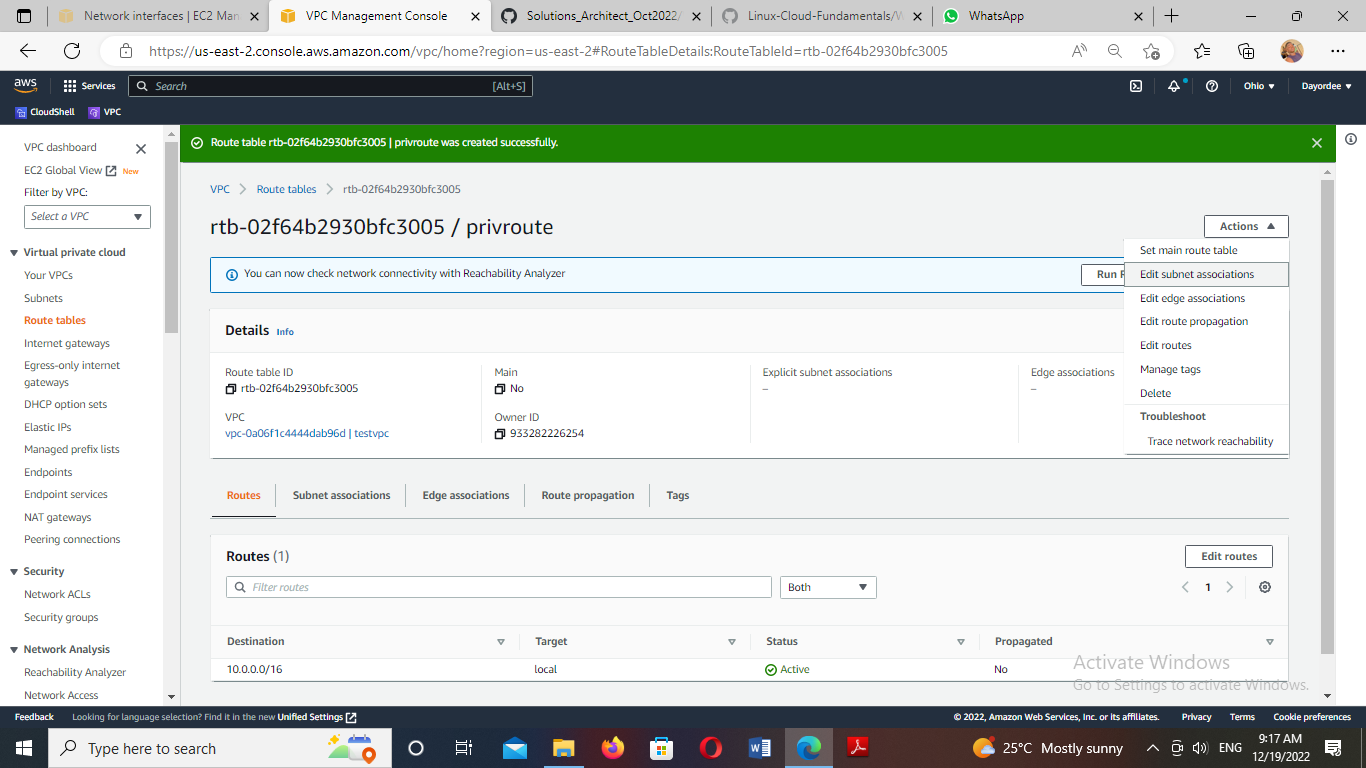 Network interfaces | EC2 Man
VPC Management Console
Solutions_Architect_Oct2022/
Linux-Cloud-Fundamentals/W
WhatsApp
https://us-east-2.console.aws.amazon.com/vpc/home?region=us-east-2#RouteTableDetails:RouteTableId=rtb-02f64b2930bfc3005
aws
Services
Search
[Alt+S]
Ohio
Dayordee
CloudShell
VPC
VPC dashboard
EC2 Global View
New
Filter by VPC:
Select a VPC
Virtual private cloud
Your VPCs
Subnets
Route tables
Internet gateways
Egress-only internet
gateways
DHCP option sets
Elastic IPs
Managed prefix lists
Endpoints
Endpoint services
NAT gateways
Peering connections
Security
Network ACLs
Security groups
Network Analysis
Reachability Analyzer
Network Access
Route table rtb-02f64b2930bfc3005 | privroute was created successfully.
VPC
Route tables
rtb-02f64b2930bfc3005
rtb-02f64b2930bfc3005 / privroute
Actions
Set main route table
Edit subnet associations
Edit edge associations
Edit route propagation
Edit routes
Manage tags
Delete
Troubleshoot
Trace network reachability
You can now check network connectivity with Reachability Analyzer
Run
Details
Info
Route table ID
rtb-02f64b2930bfc3005
Main
No
Explicit subnet associations
–
Edge associations
–
VPC
vpc-0a06f1c4444dab96d | testvpc
Owner ID
933282226254
Routes
Subnet associations
Edge associations
Route propagation
Tags
Routes (1)
Edit routes
Filter routes
Both
1
Destination
Target
Status
Propagated
10.0.0.0/16
local
Active
No
Activate Windows
Go to Settings to activate Windows.
Feedback
Looking for language selection? Find it in the new Unified Settings
© 2022, Amazon Web Services, Inc. or its affiliates.
Privacy
Terms
Cookie preferences
Type here to search
25°C Mostly sunny
ENG
9:17 AM
12/19/2022